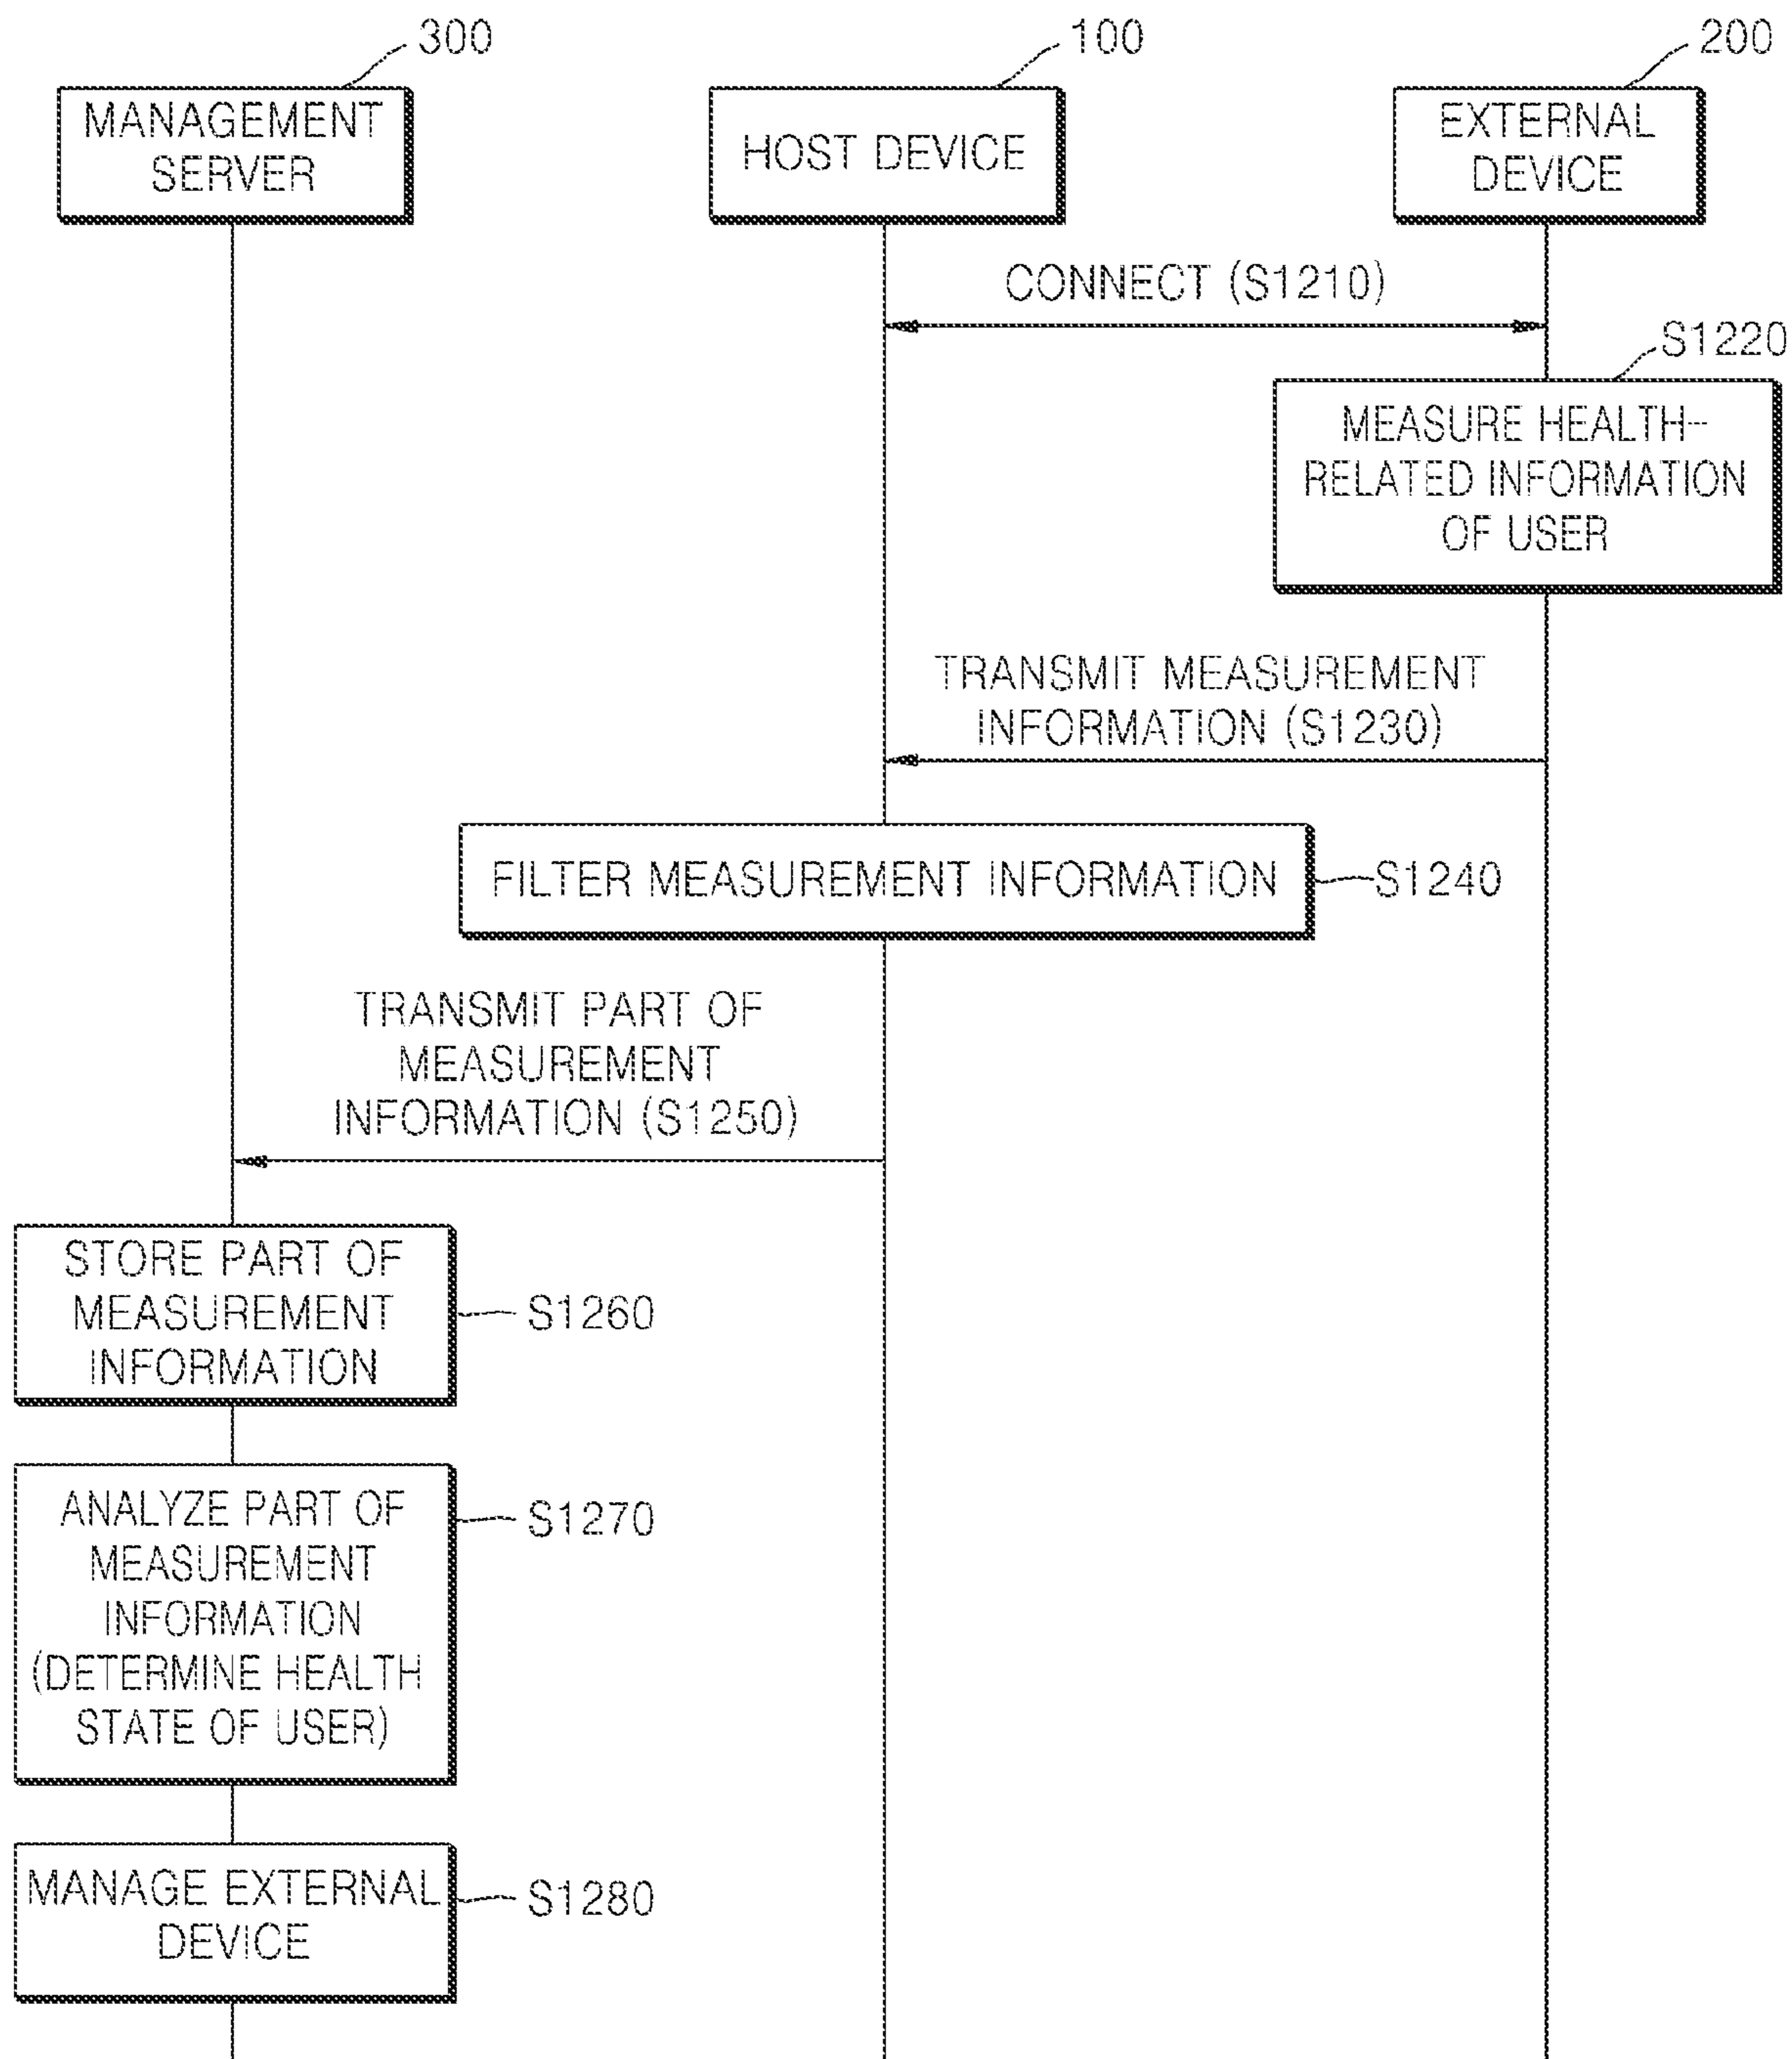 300
100
200
MANAGEMENT
SERVER
HOST DEVICE
EXTERNAL
DEVICE
CONNECT (S1210)
S1220
MEASURE HEALTH-
RELATED INFORMATION
OF USER
TRANSMIT MEASUREMENT
INFORMATION (S1230)
FILTER MEASUREMENT INFORMATION
S1240
TRANSMIT PART OF
MEASUREMENT
INFORMATION (S1250)
STORE PART OF
MEASUREMENT
INFORMATION
S1260
ANALYZE PART OF
MEASUREMENT
INFORMATION
(DETERMINE HEALTH
STATE OF USER)
S1270
MANAGE EXTERNAL
DEVICE
S1280